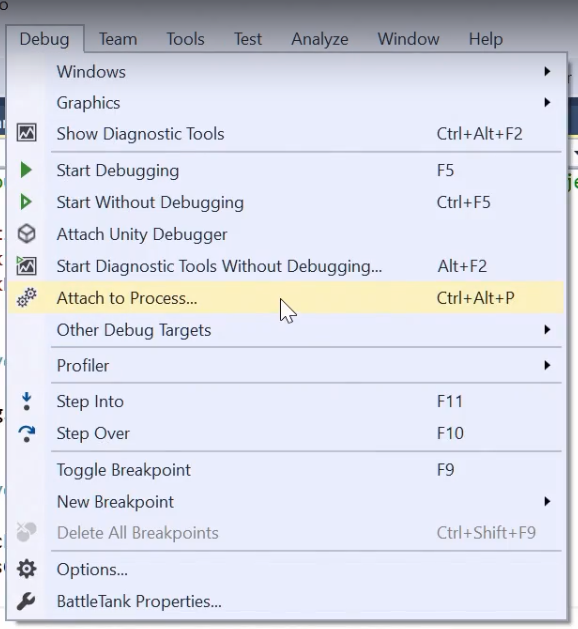 Debug Team Tools Test Analyze Window Help
Windows
Graphics
Show Diagnostic Tools Ctrl+Alt+F2
Start Debugging F5
Start Without Debugging Ctrl+F5
Attach Unity Debugger
Start Diagnostic Tools Without Debugging... Alt+F2
Attach to Process... Ctrl+Alt+P
Other Debug Targets
Profiler
Step Into F11
Step Over F10
Toggle Breakpoint F9
New Breakpoint
Delete All Breakpoints Ctrl+Shift+F9
Options...
BattleTank Properties...